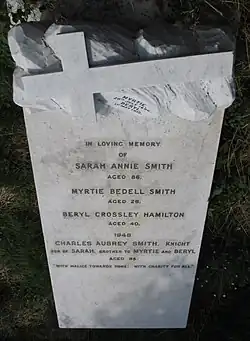 MYRTIE
BERYL
IN LOVING MEMORY
OF
SARAH ANNIE SMITH
AGED 86.
MYRTIE BEDELL SMITH
AGED 28.
BERYL CROSSLEY HAMILTON
AGED 40.
1948
CHARLES AUBREY SMITH, KNIGHT
SON OF SARAH, BROTHER TO MYRTIE AND BERYL
AGED
"WITH MALICE TOWARDS NONE: WITH CHARITY FOR ALL"